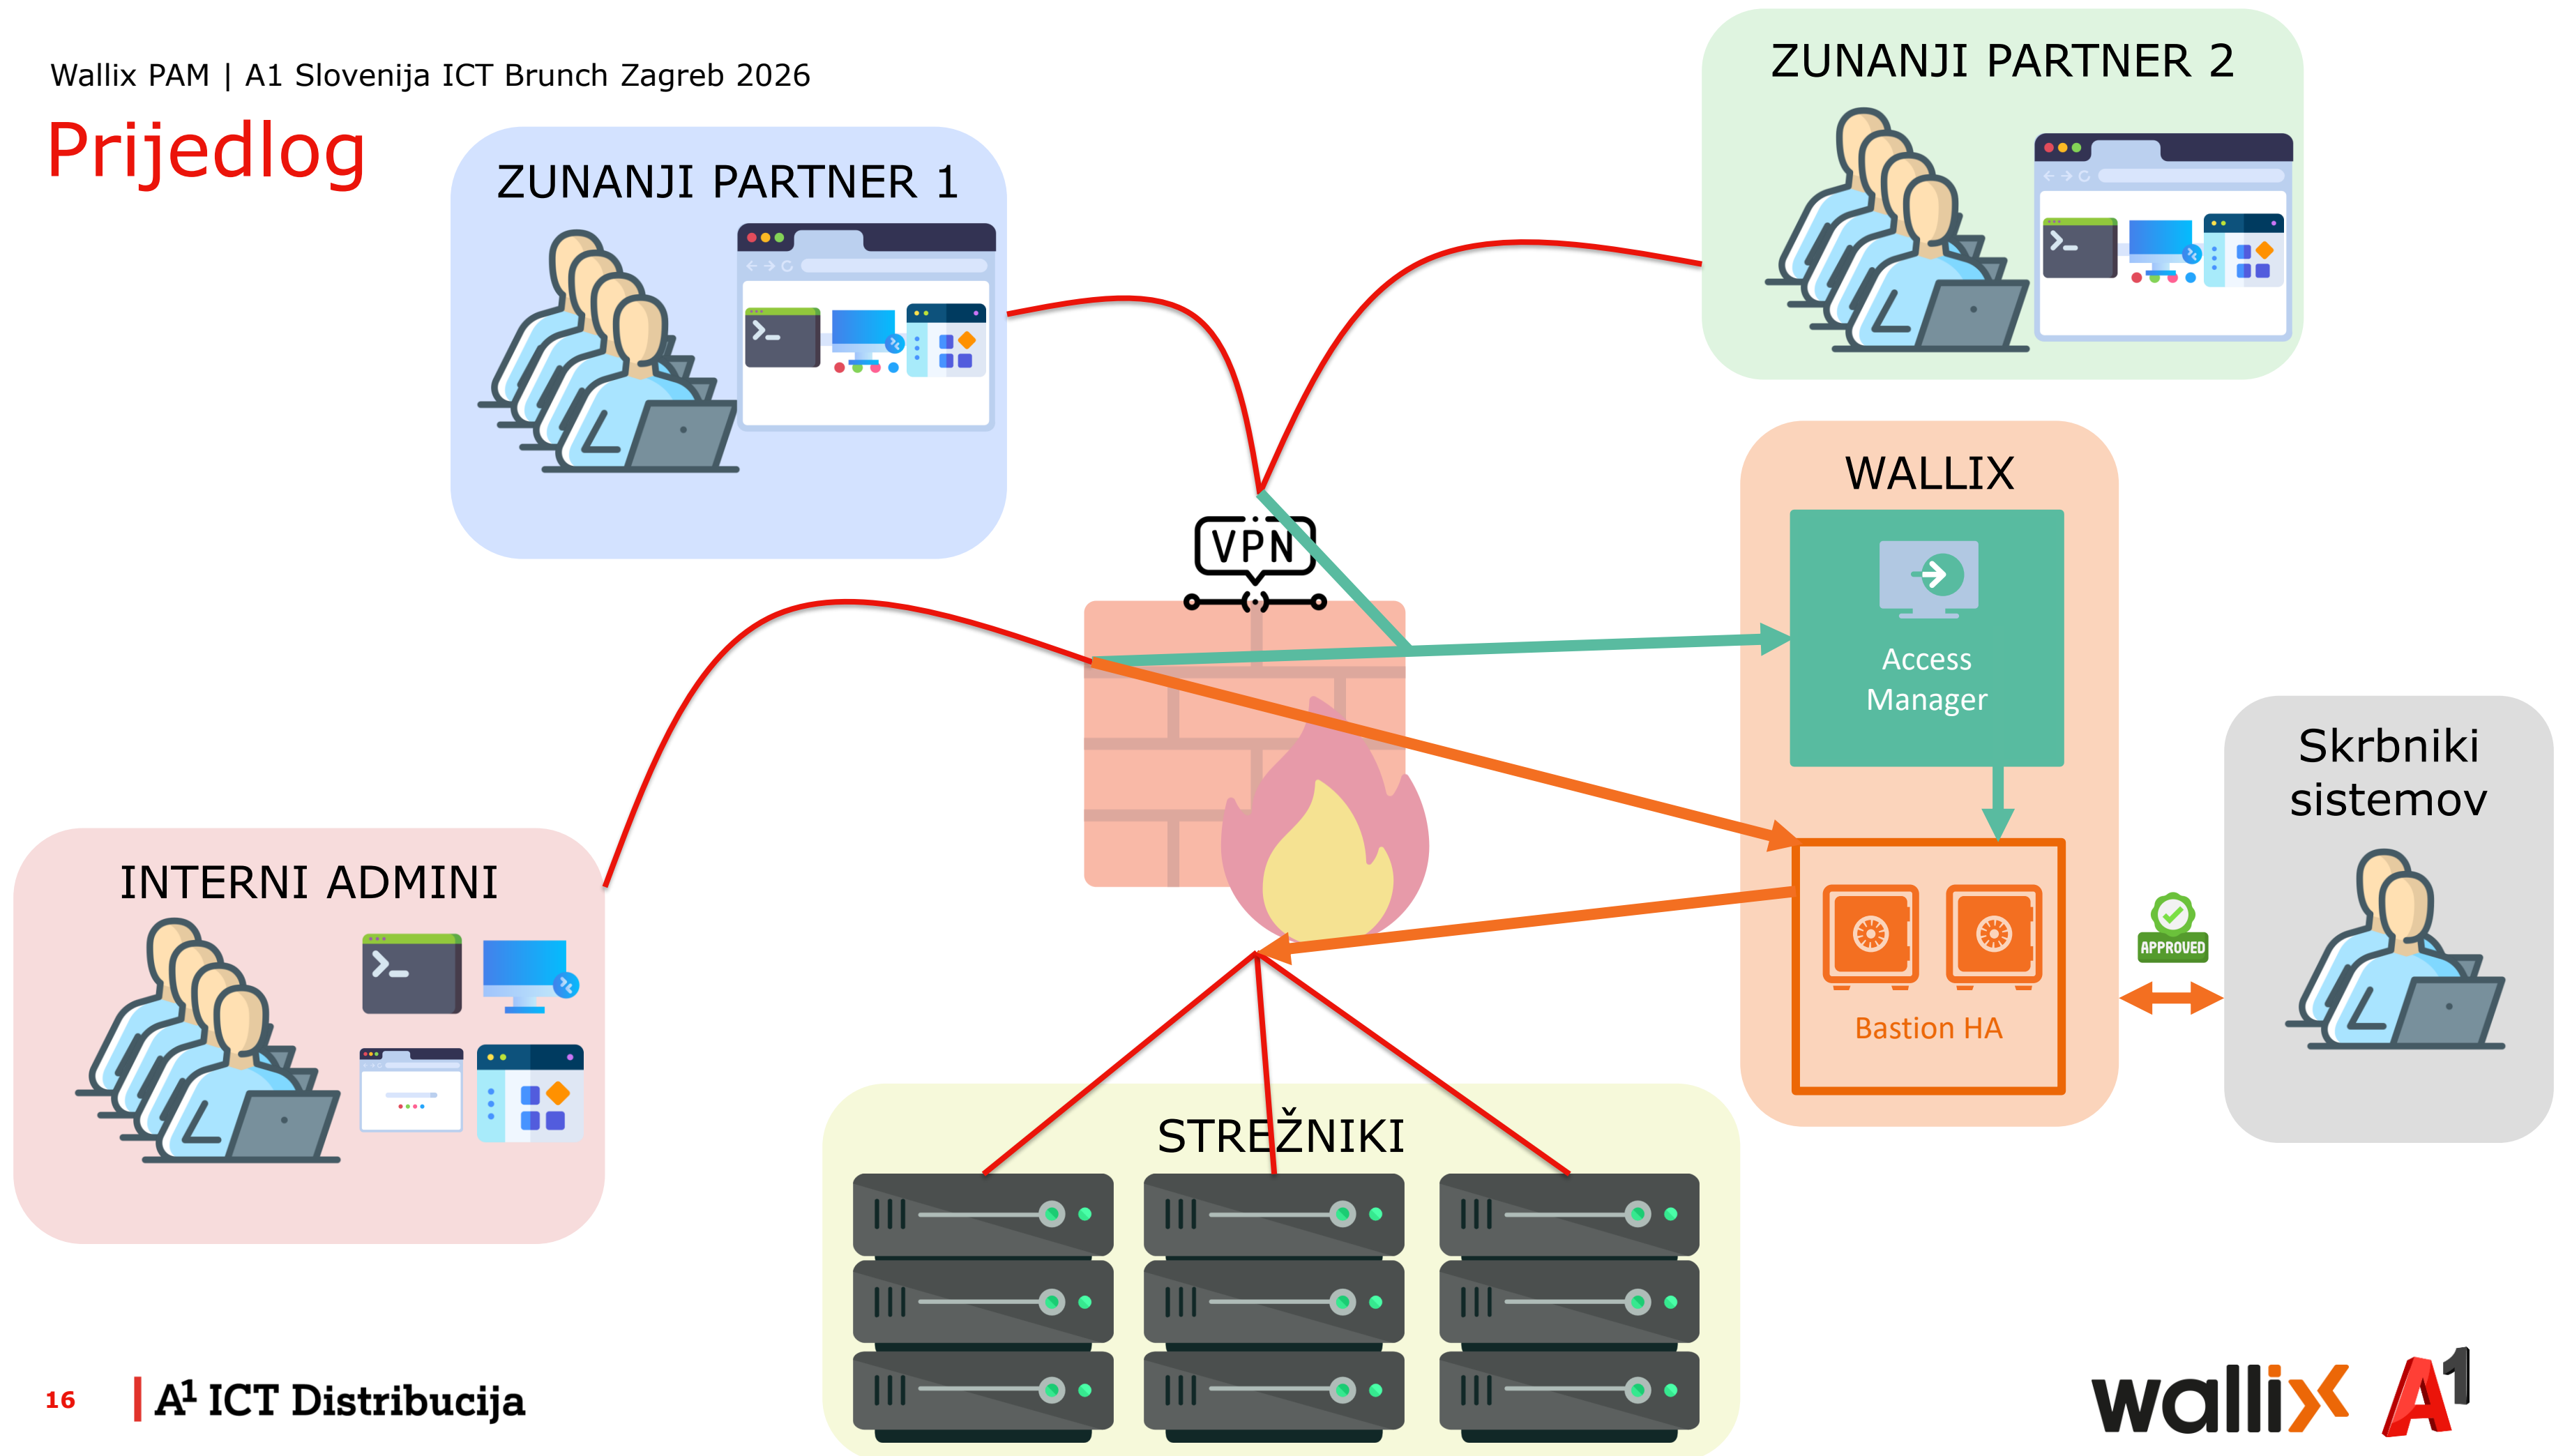 Wallix PAM | A1 Slovenija ICT Brunch Zagreb 2026
Prijedlog
ZUNANJI PARTNER 1
ZUNANJI PARTNER 2
VPN
WALLIX
Access
Manager
Bastion HA
APPROVED
Skrbniki
sistemov
INTERNI ADMINI
STREŽNIKI
16
A1 ICT Distribucija
wallix
A1